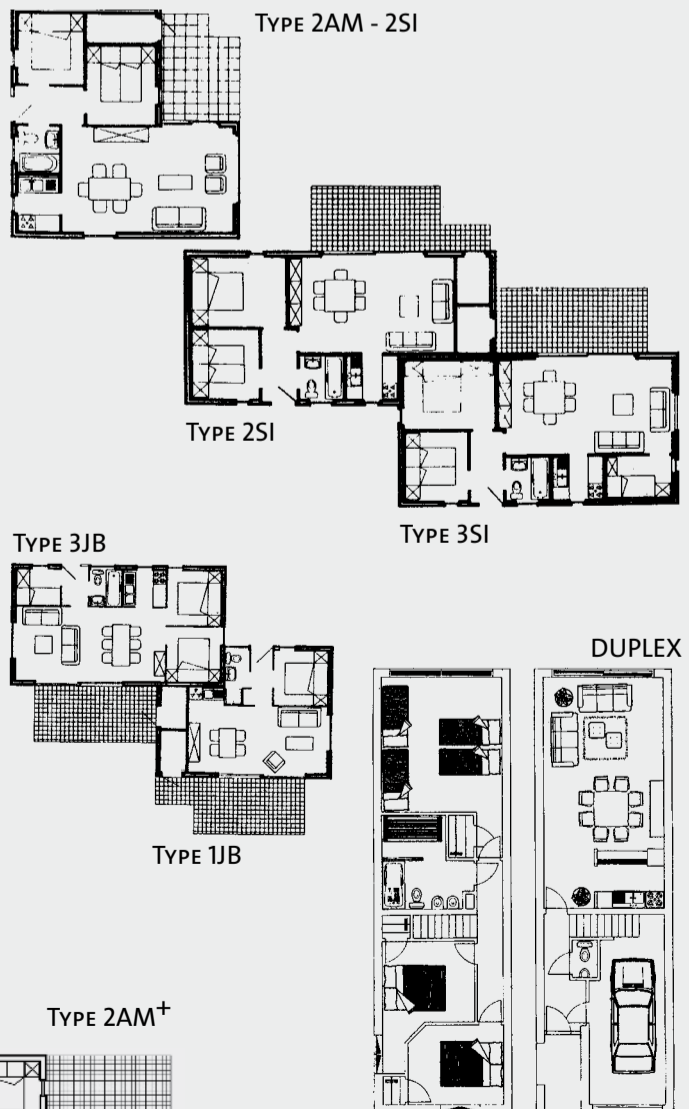 Type 2AM - 2SI
Type 2SI
Type 3SI
Type 3JB
DUPLEX
Type 1JB
Type 2AM+